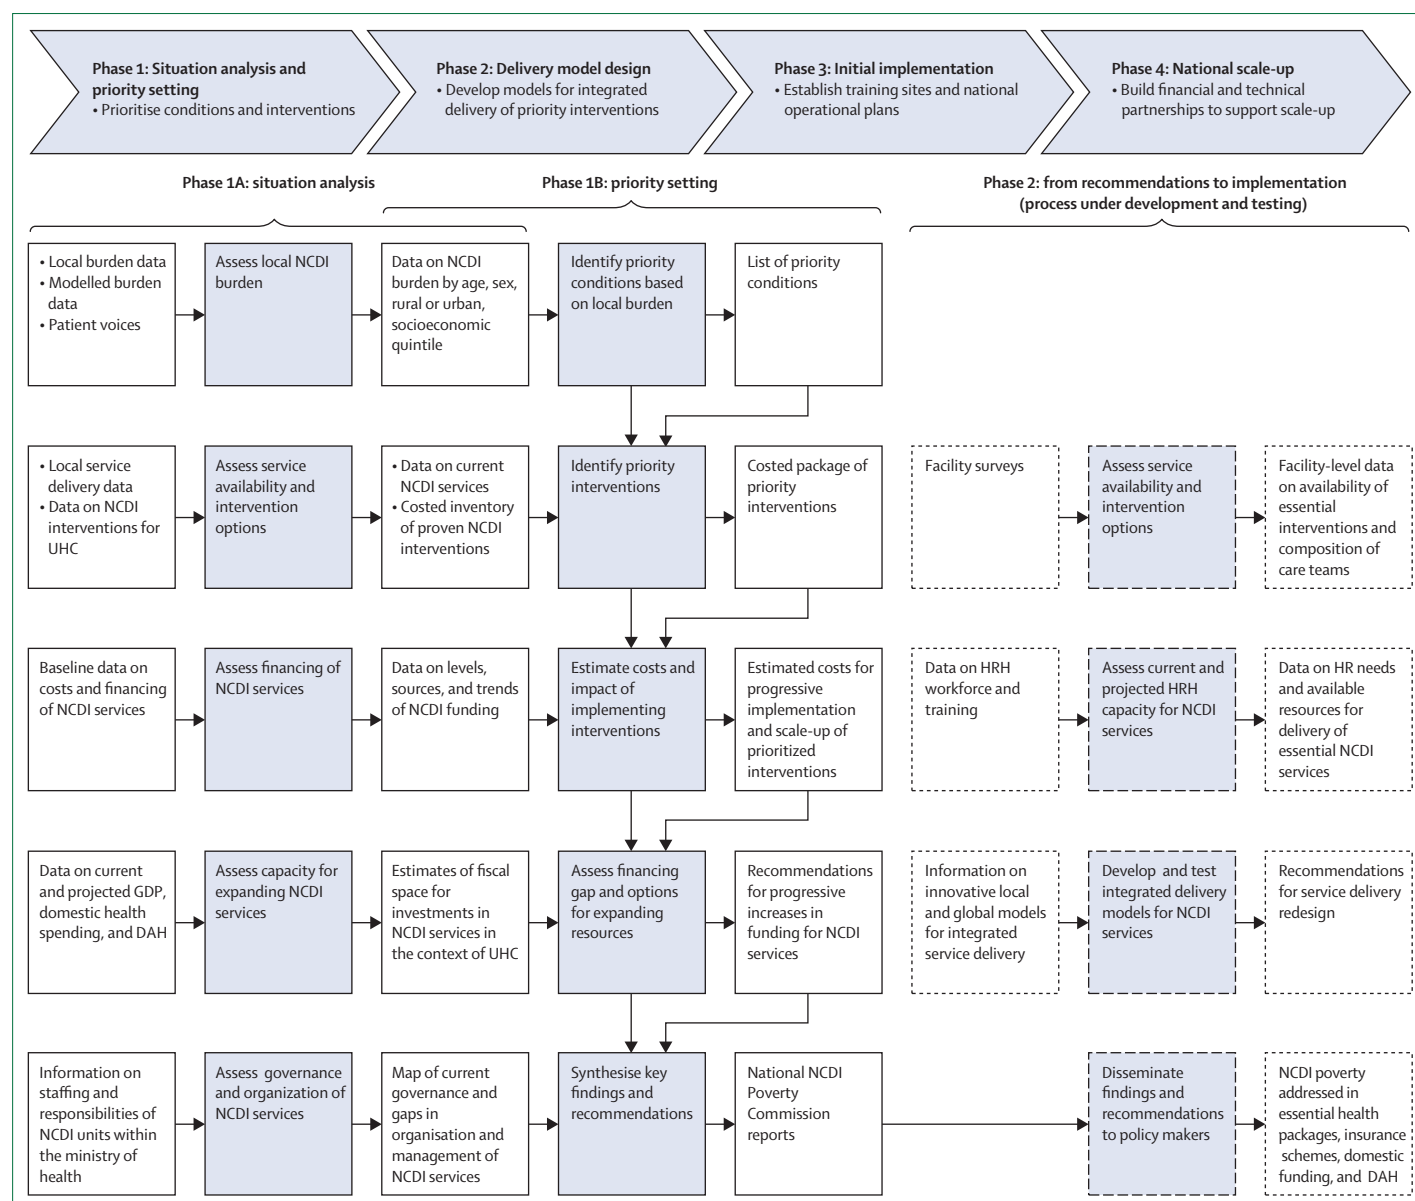 Phase 1: Situation analysis and
priority setting
• Prioritise conditions and interventions
Phase 2: Delivery model design
• Develop models for integrated
delivery of priority interventions
Phase 3: Initial implementation
• Establish training sites and national
operational plans
Phase 4: National scale-up
• Build financial and technical
partnerships to support scale-up
Phase 1A: situation analysis
Phase 1B: priority setting
Phase 2: from recommendations to implementation
(process under development and testing)
• Local burden data
• Modelled burden
data
• Patient voices
Assess local NCDI
burden
Data on NCDI
burden by age, sex,
rural or urban,
socioeconomic
quintile
Identify priority
conditions based
on local burden
List of priority
conditions
• Local service
delivery data
• Data on NCDI
interventions for
UHC
Assess service
availability and
intervention
options
• Data on current
NCDI services
• Costed inventory
of proven NCDI
interventions
Identify priority
interventions
Costed package of
priority
interventions
Facility surveys
Assess service
availability and
intervention
options
Facility-level data
on availability of
essential
interventions and
composition of
care teams
Baseline data on
costs and financing
of NCDI services
Assess financing of
NCDI services
Data on levels,
sources, and trends
of NCDI funding
Estimate costs and
impact of
implementing
interventions
Estimated costs for
progressive
implementation
and scale-up of
prioritized
interventions
Data on HRH
workforce and
training
Assess current and
projected HRH
capacity for NCDI
services
Data on HR needs
and available
resources for
delivery of
essential NCDI
services
Data on current
and projected GDP,
domestic health
spending, and DAH
Assess capacity for
expanding NCDI
services
Estimates of fiscal
space for
investments in
NCDI services in
the context of UHC
Assess financing
gap and options
for expanding
resources
Recommendations
for progressive
increases in
funding for NCDI
services
Information on
innovative local
and global models
for integrated
service delivery
Develop and test
integrated delivery
models for NCDI
services
Recommendations
for service delivery
redesign
Information on
staffing and
responsibilities of
NCDI units within
the ministry of
health
Assess governance
and organization of
NCDI services
Map of current
governance and
gaps in
organisation and
management of
NCDI services
Synthesise key
findings and
recommendations
National NCDI
Poverty
Commission
reports
Disseminate
findings and
recommendations
to policy makers
NCDI poverty
addressed in
essential health
packages, insurance
schemes, domestic
funding, and DAH